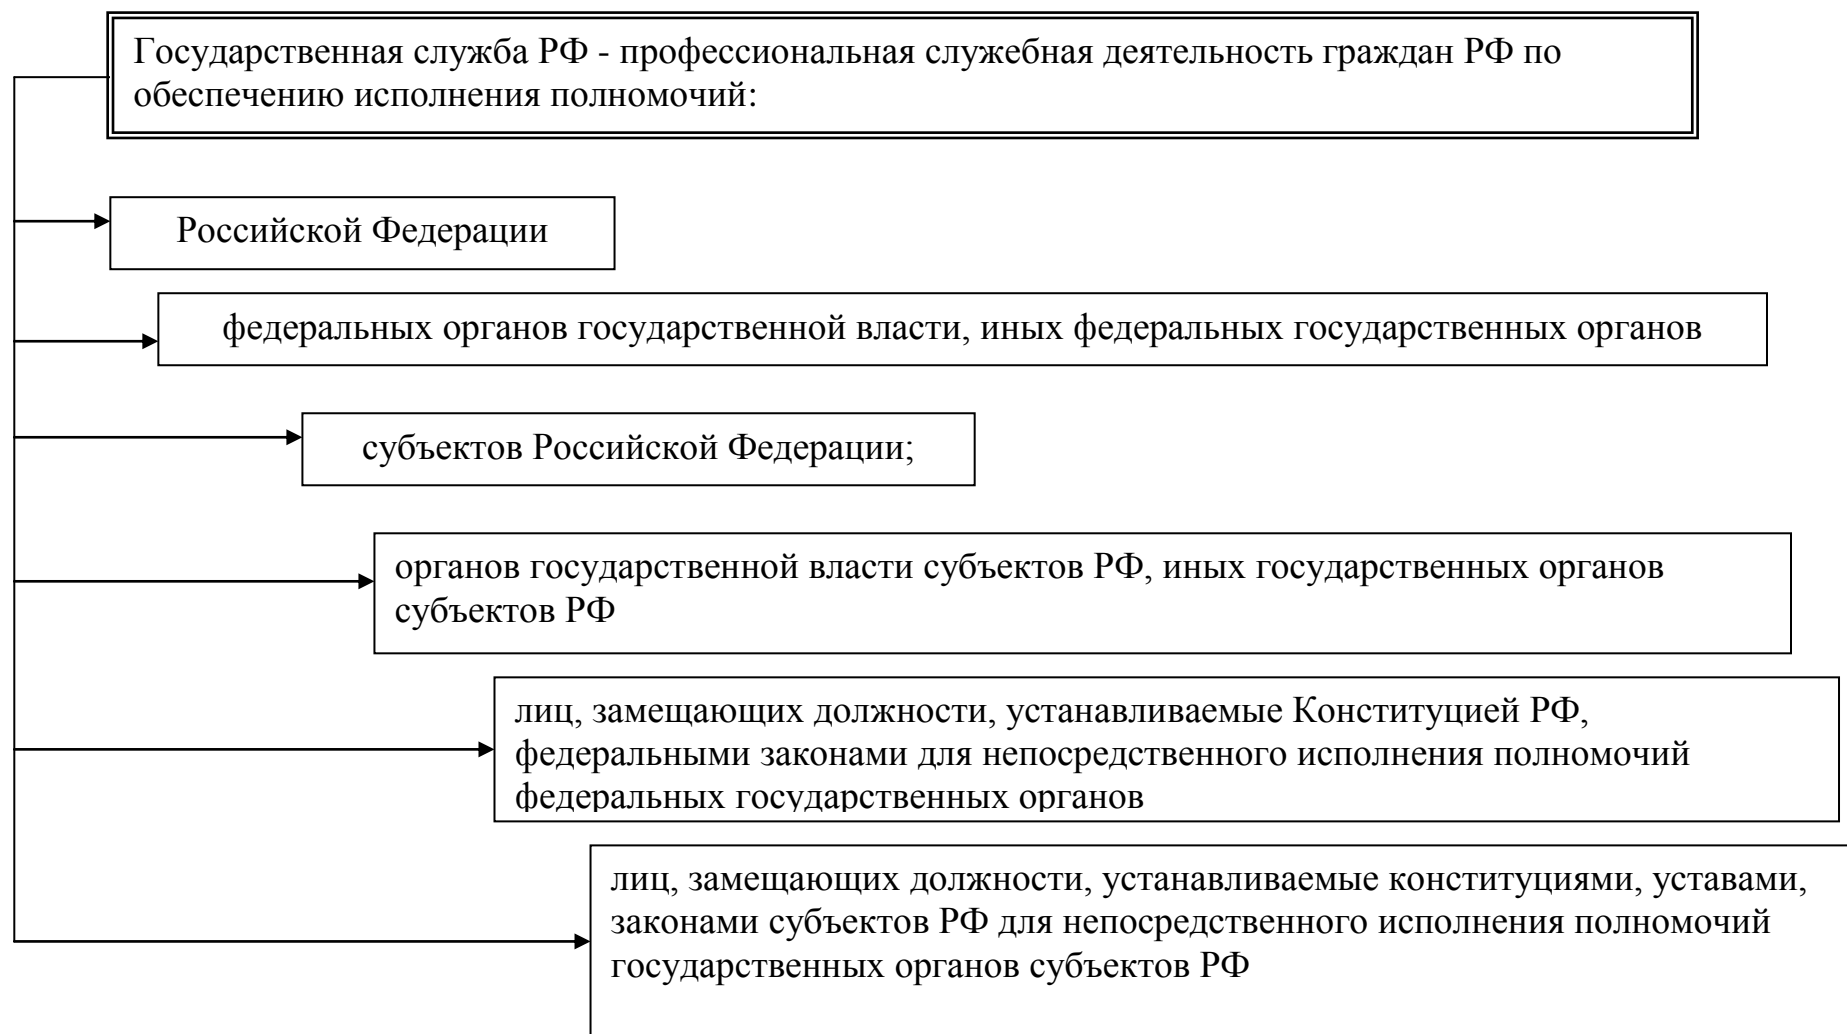 Государственная служба РФ - профессиональная служебная деятельность граждан РФ по
обеспечению исполнения полномочий:
Российской Федерации
федеральных органов государственной власти, иных федеральных государственных органов
субъектов Российской Федерации;
органов государственной власти субъектов РФ, иных государственных органов
субъектов РФ
лиц, замещающих должности, устанавливаемые Конституцией РФ,
федеральными законами для непосредственного исполнения полномочий
федеральных государственных органов
лиц, замещающих должности, устанавливаемые конституциями, уставами,
законами субъектов РФ для непосредственного исполнения полномочий
государственных органов субъектов РФ